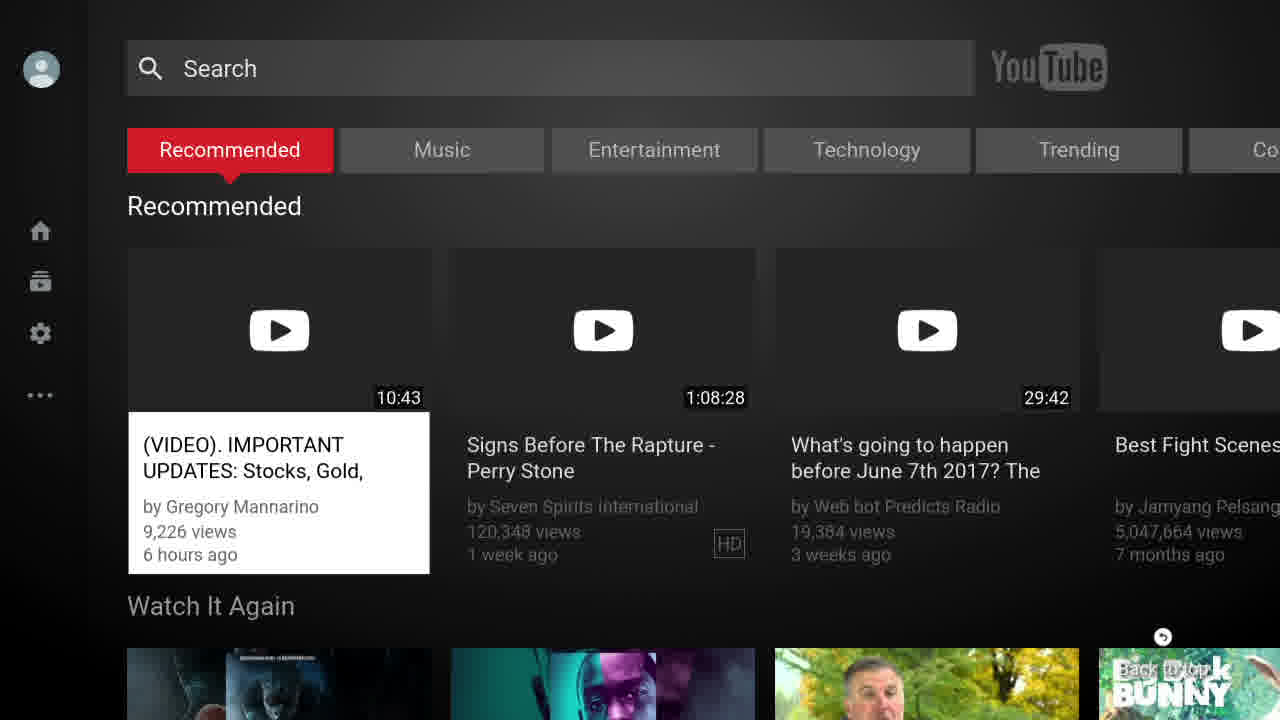 Search
YouTube
Recommended
Music
Entertainment
Technology
Trending
Co
Recommended
10:43
1:08:28
29:42
(VIDEO). IMPORTANT
UPDATES: Stocks, Gold,
by Gregory Mannarino
9,226 views
6 hours ago
Signs Before The Rapture -
Perry Stone
by Seven Spirits international
120,348 views
1 week ago
HD
What's going to happen
before June 7th 2017? The
by Web bot Predicts Radio
19,384 views
3 weeks ago
Best Fight Scenes
by Jamyang Pelsang
5,047,664 views
7 months ago
Watch It Again
Back to top
BUNNY